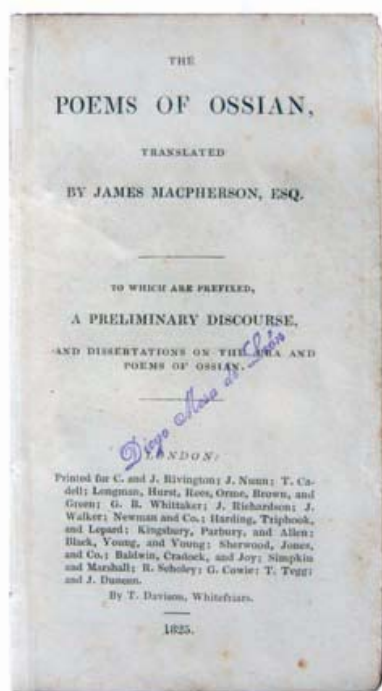 THE
POEMS OF OSSIAN,
TRANSLATED
BY JAMES MACPHERSON, ESQ.
TO WHICH ARE PREFIXED,
A PRELIMINARY DISCOURSE,
AND DISSERTATIONS ON THE ÆRA AND
POEMS OF OSSIAN.
Diego Mesa de León
LONDON:
Printed for C. and J. Rivington; J. Nunn; T. Ca-
dell; Longman, Hurst, Rees, Orme, Brown, and
Green; G. B. Whittaker; J. Richardson; J.
Walker; Newman and Co.; Harding, Triphook,
and Lepard; Kingsbury, Parbury, and Allen;
Black, Young, and Young; Sherwood, Jones,
and Co.; Baldwin, Cradock, and Joy; Simpkin
and Marshall; R. Scholey; G. Cowie; T. Tegg;
and J. Duncan.
By T. Davison, Whitefriars.
1825.